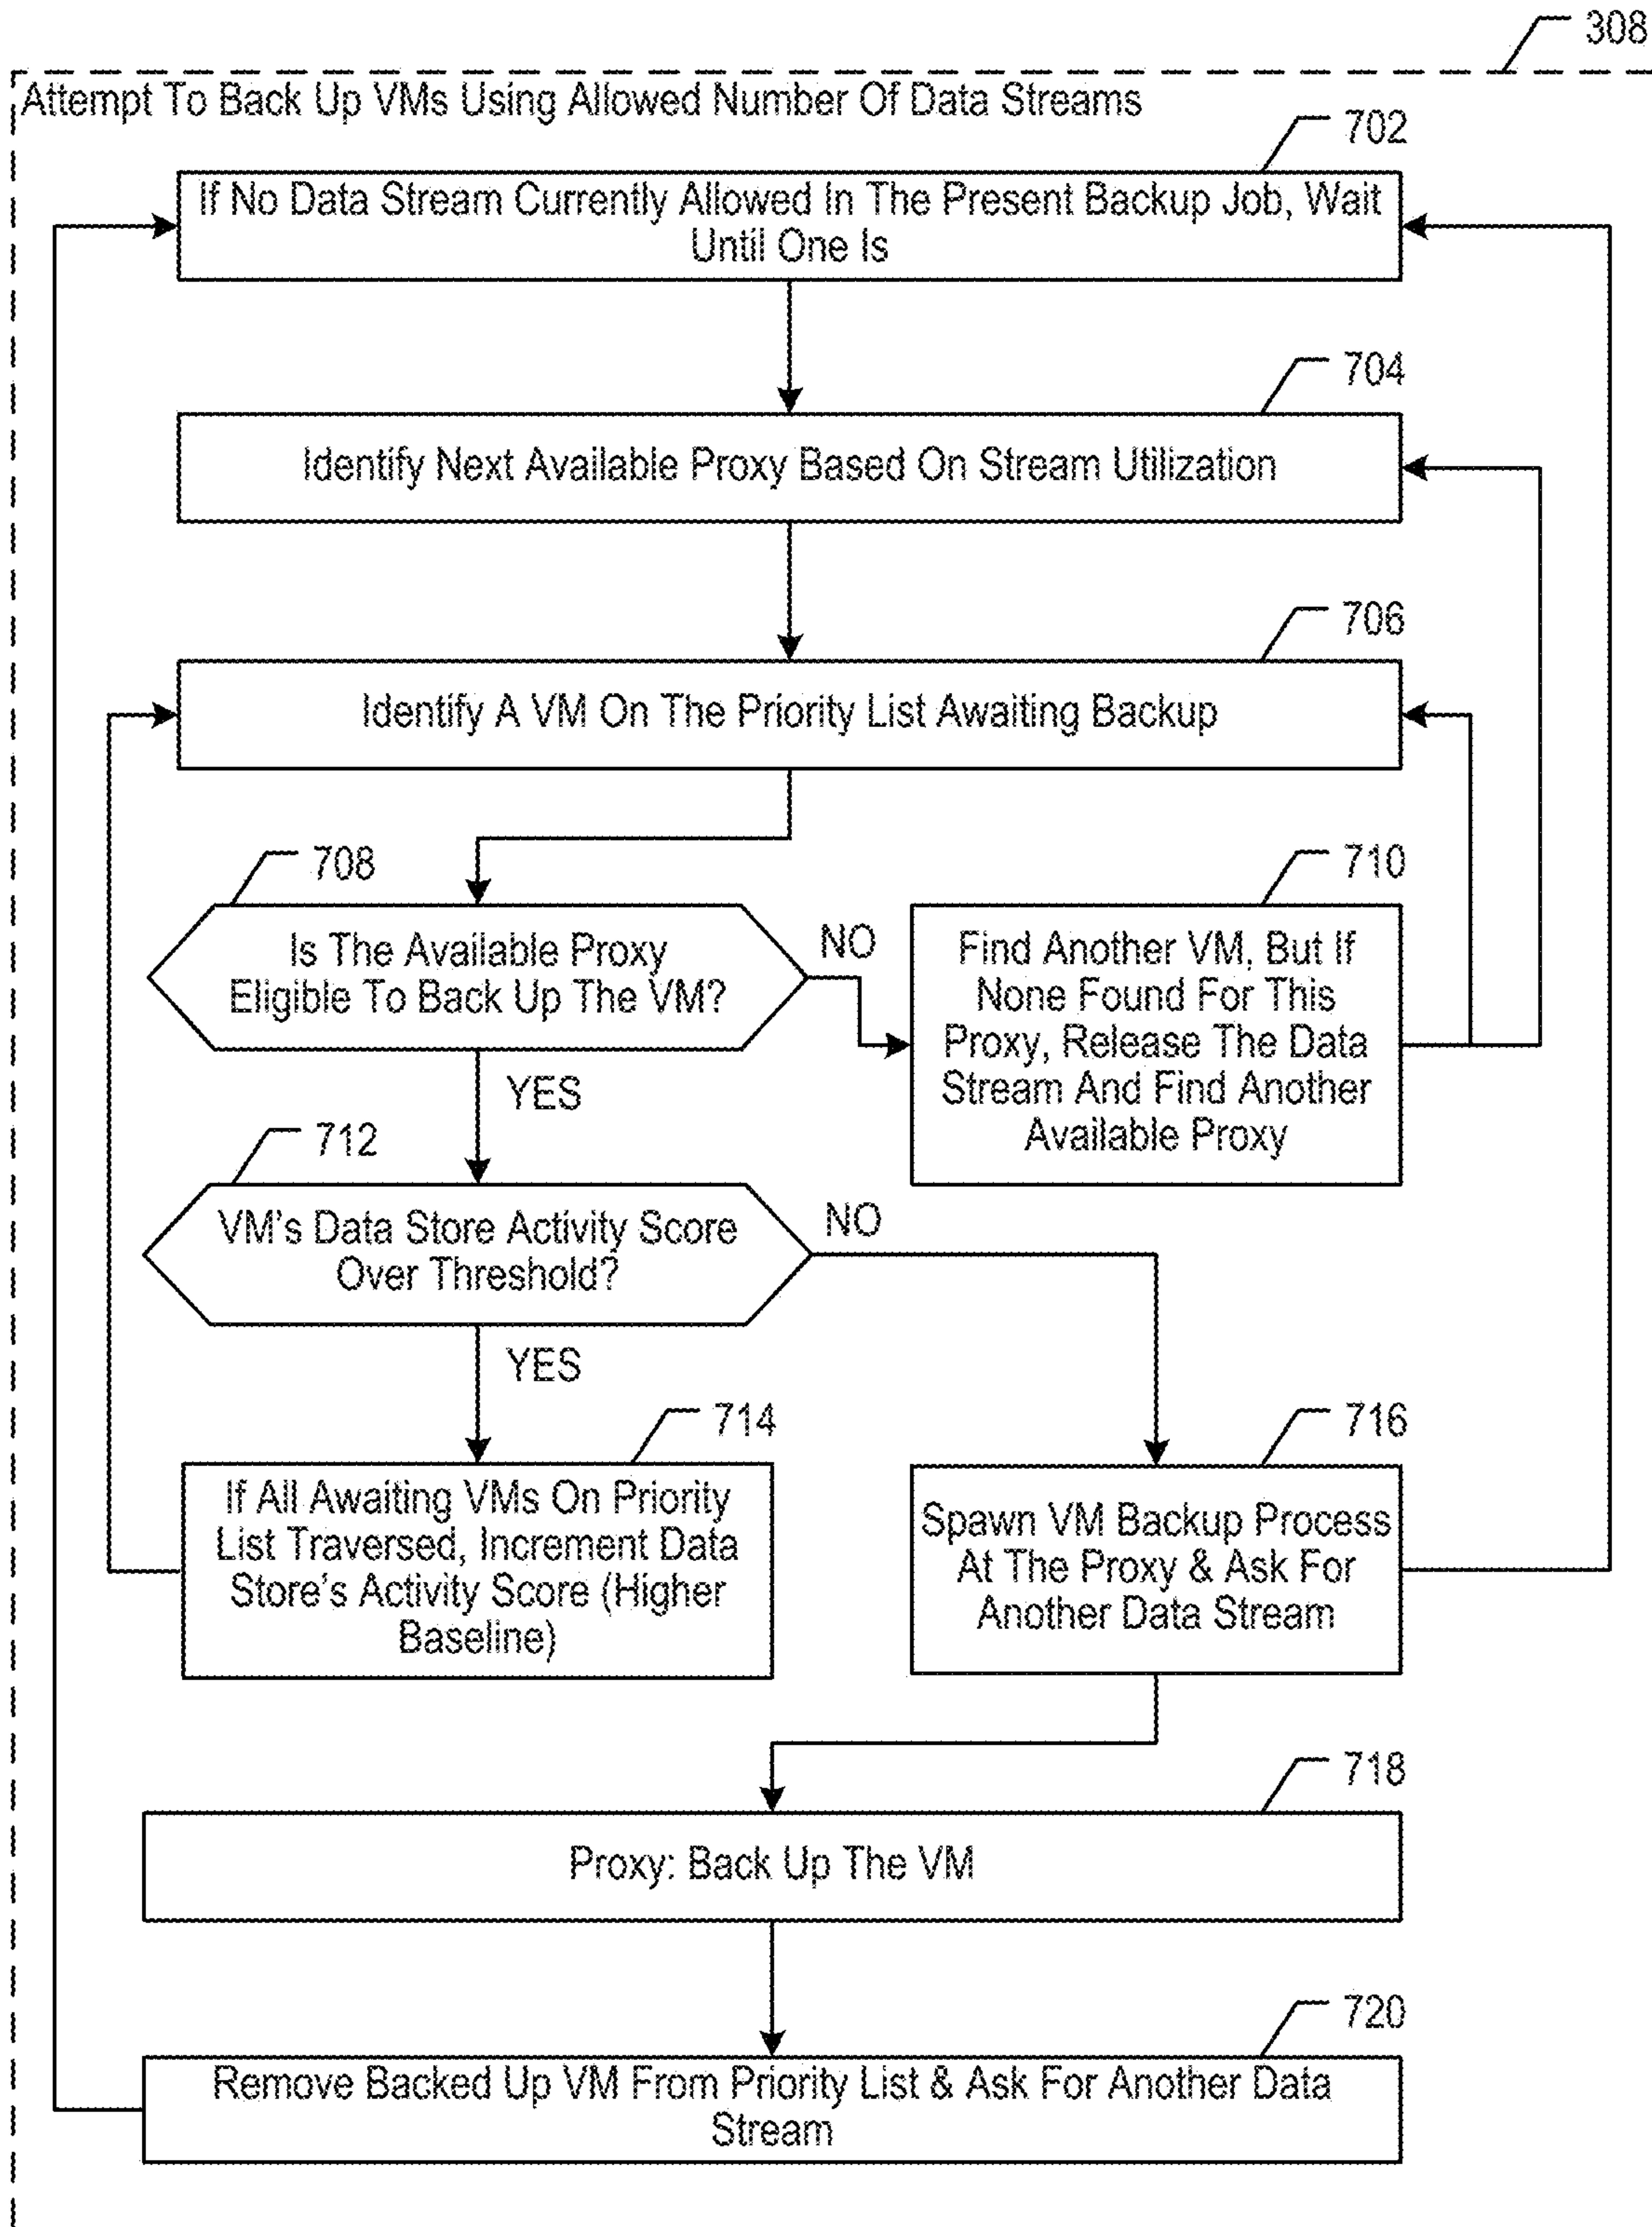 308
Attempt To Back Up VMs Using Allowed Number Of Data Streams
702
If No Data Stream Currently Allowed In The Present Backup Job, Wait
Until One Is
704
Identify Next Available Proxy Based On Stream Utilization
706
Identify A VM On The Priority List Awaiting Backup
708
Is The Available Proxy
Eligible To Back Up The VM?
NO
YES
710
Find Another VM, But If
None Found For This
Proxy, Release The Data
Stream And Find Another
Available Proxy
712
VM's Data Store Activity Score
Over Threshold?
NO
YES
714
If All Awaiting VMs On Priority
List Traversed, Increment Data
Store's Activity Score (Higher
Baseline)
716
Spawn VM Backup Process
At The Proxy & Ask For
Another Data Stream
718
Proxy: Back Up The VM
720
Remove Backed Up VM From Priority List & Ask For Another Data
Stream